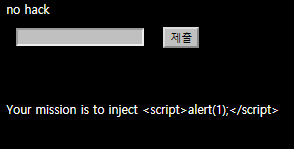 no hack
제출
Your mission is to inject <script>alert(1);</script>